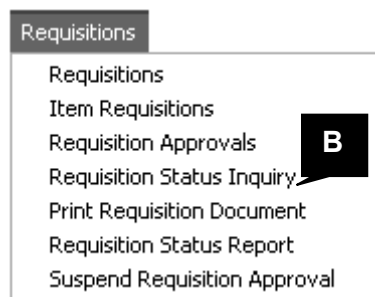 Requisitions
Requisitions
Item Requisitions
Requisition Approvals
B
Requisition Status Inquiry
Print Requisition Document
Requisition Status Report
Suspend Requisition Approval